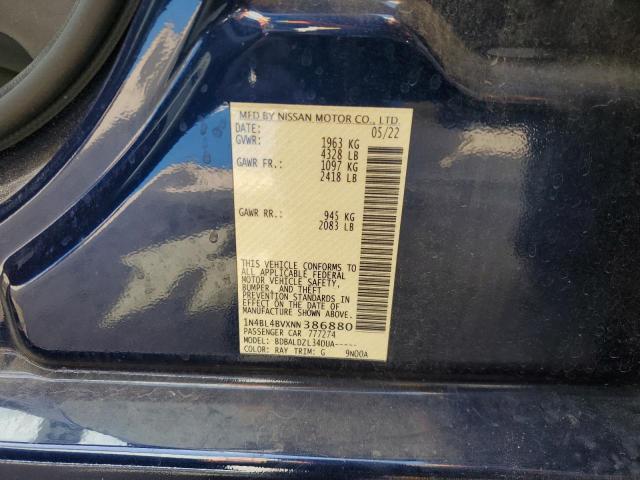 MFD BY NISSAN MOTOR CO., LTD.
DATE: 05/22
GVWR: 1963 KG
4328 LB
GAWR FR.: 1097 KG
2418 LB
GAWR RR.: 945 KG
2083 LB
THIS VEHICLE CONFORMS TO
ALL APPLICABLE FEDERAL
MOTOR VEHICLE SAFETY,
BUMPER, AND THEFT
PREVENTION STANDARDS IN
EFFECT ON THE DATE OF
MANUFACTURE SHOWN ABOVE.
1N4BL4BVXNN386880
PASSENGER CAR 777274
MODEL: BDBALDZL34DUA-----
COLOR: RAY TRIM: G 9N00A